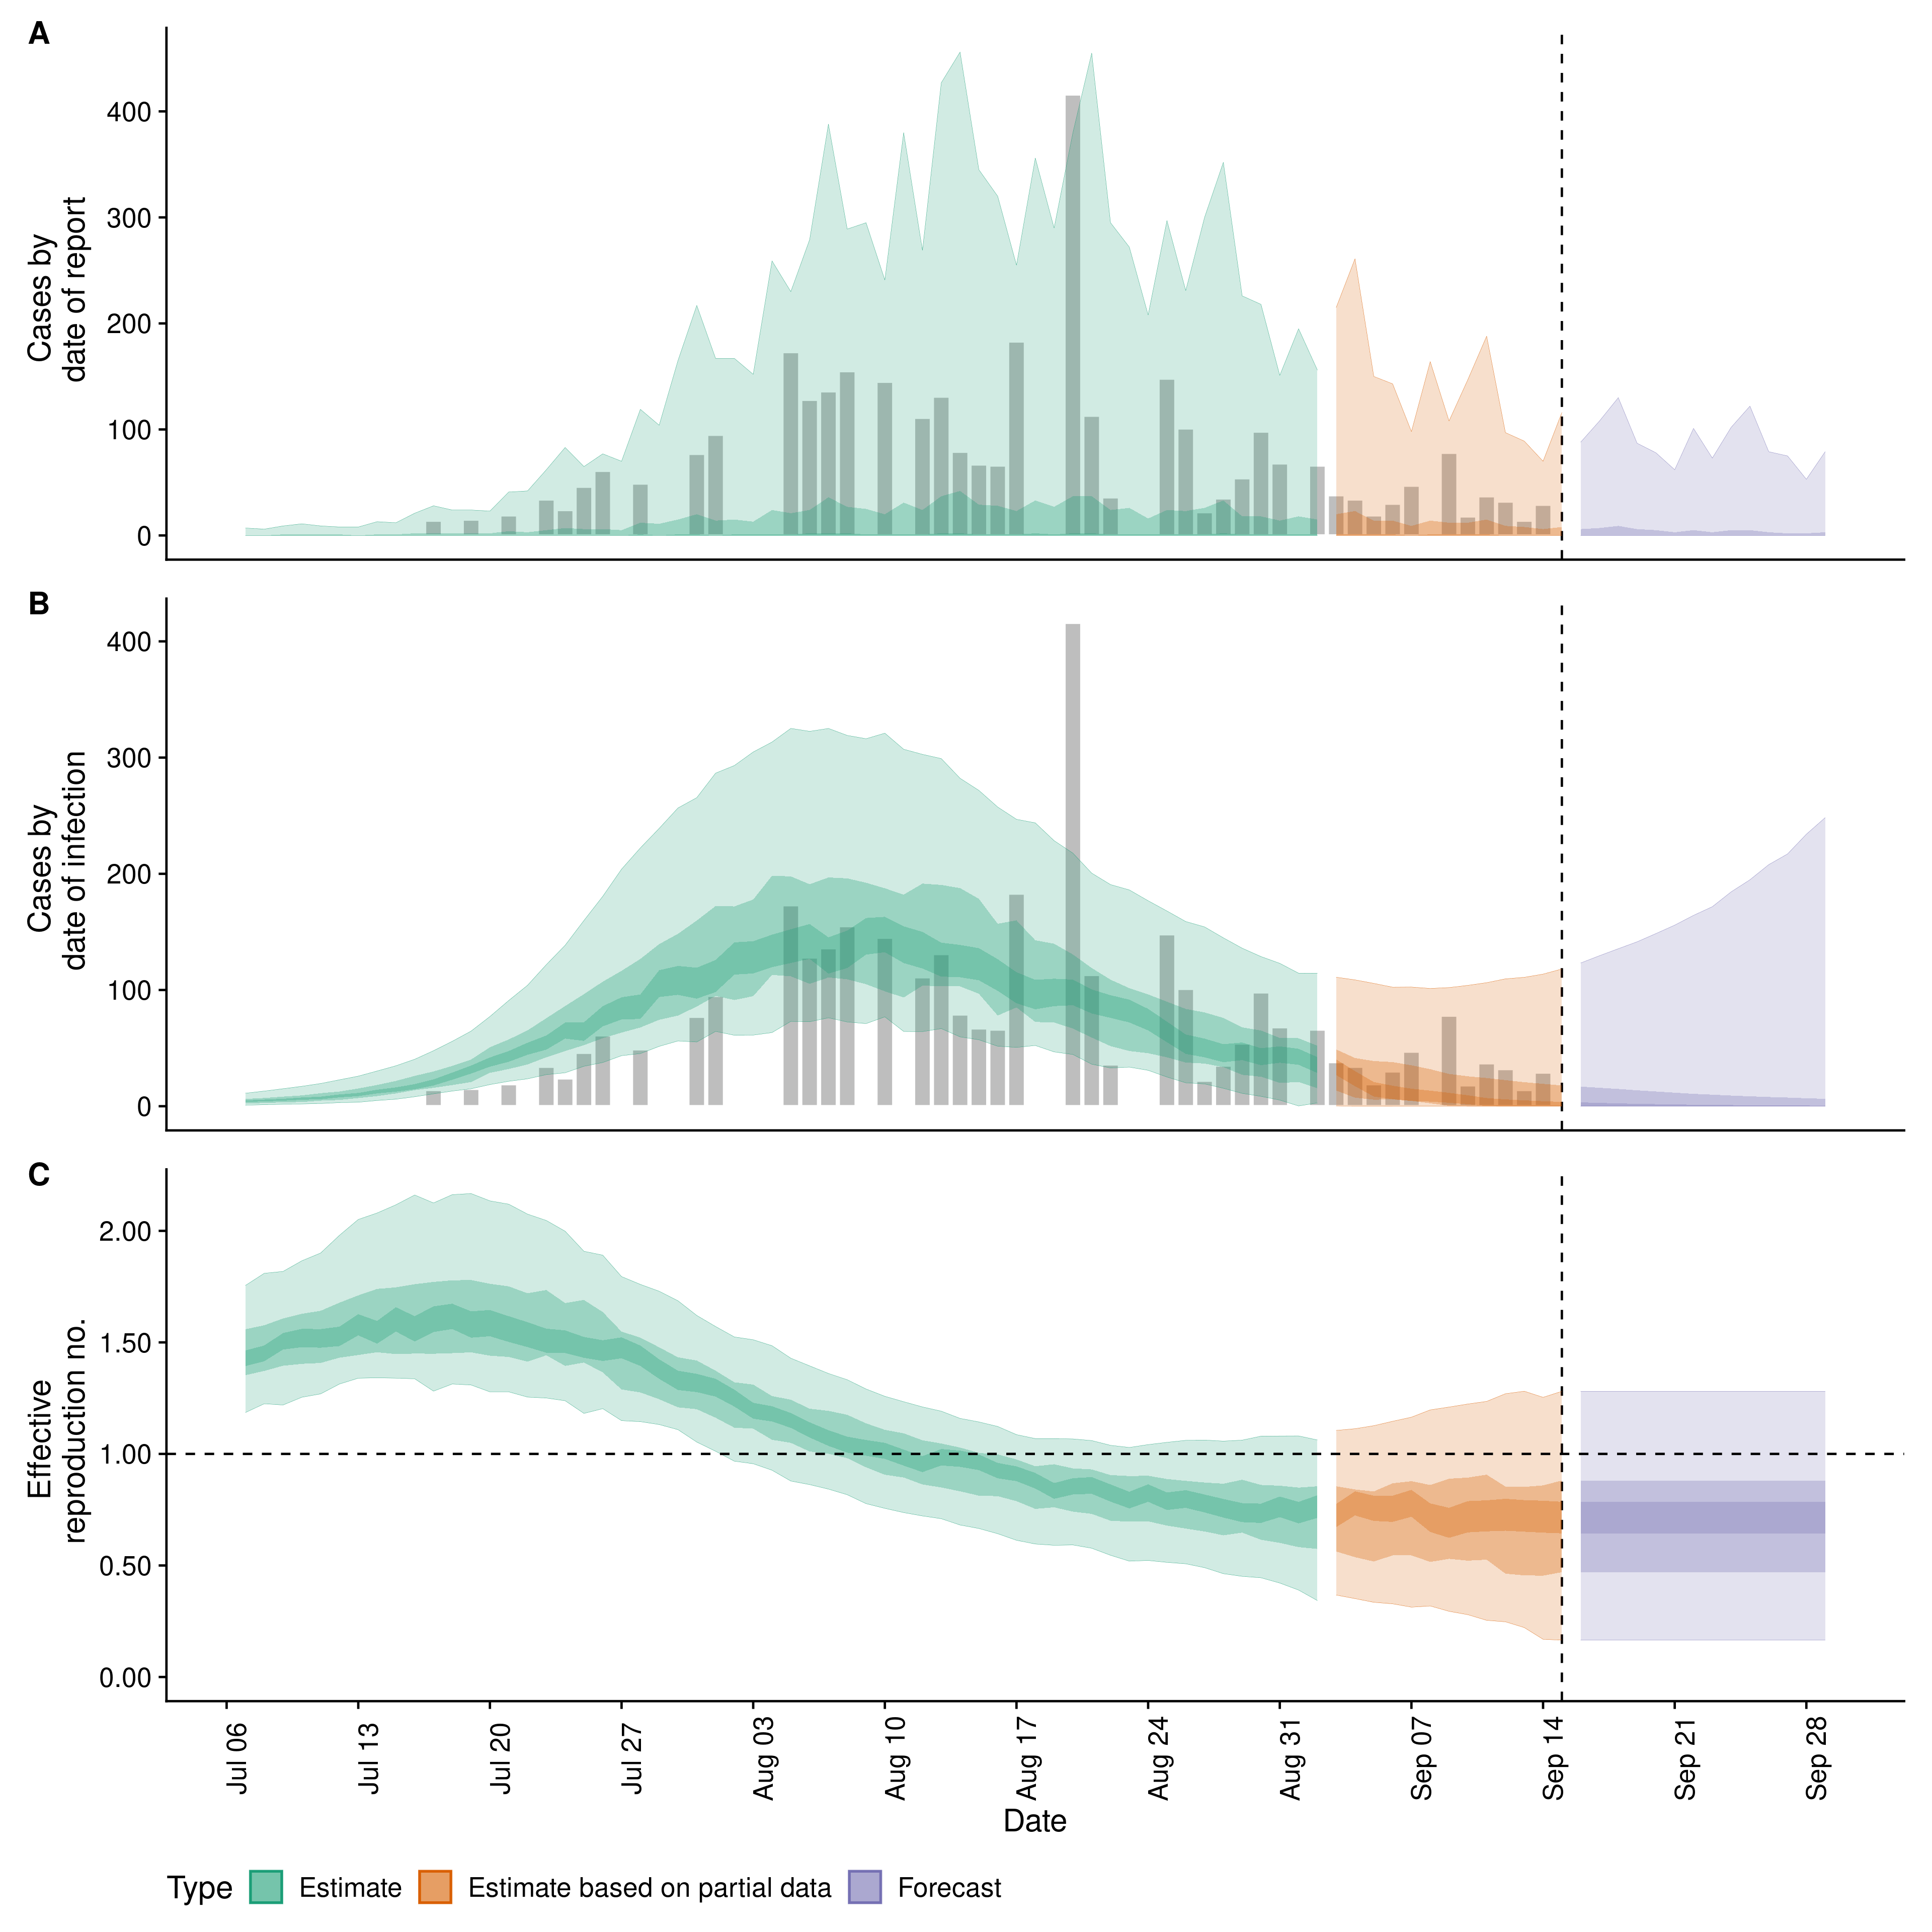 A
Cases by
date of report
400
300
200
100
0
B
Cases by
date of infection
400
300
200
100
0
C
Effective
reproduction no.
2.00
1.50
1.00
0.50
0.00
Jul 06
Jul 13
Jul 20
Jul 27
Aug 03
Aug 10
Aug 17
Aug 24
Aug 31
Sep 07
Sep 14
Sep 21
Sep 28
Date
Type Estimate Estimate based on partial data Forecast